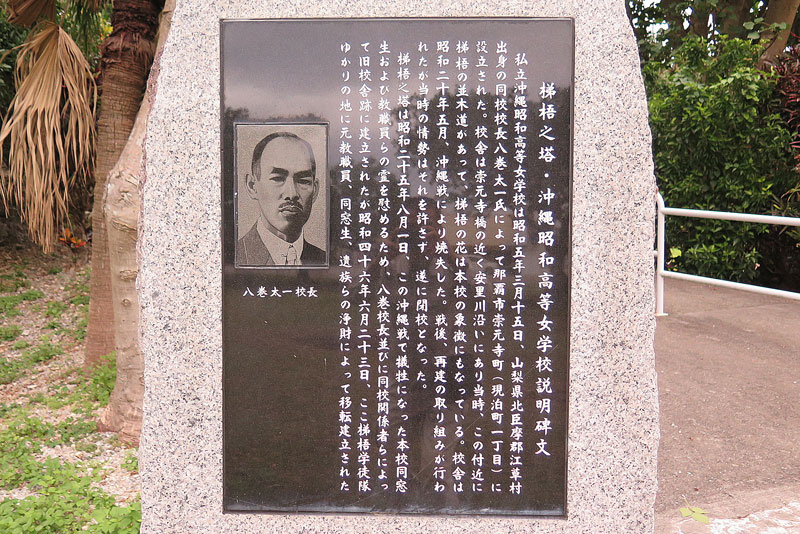 梯梧之塔・沖縄昭和高等女学校説明碑文
私立沖縄昭和高等女学校は昭和五年二月十五日、山梨県北巨摩郡江草村
出身の同校校長八巻太一氏によって那覇市崇元寺町(現泊町一丁目)に
設立された。校舎は崇元寺橋の近く安里川沿いにあり当時、この付近に
梯梧の並木道があって、梯梧の花は本校の象徴にもなっている。校舎は
昭和二十年五月、沖縄戦により焼失した。戦後、再建の取り組みが行わ
れたが当時の情勢はそれを許さず、遂に閉校となった。
梯梧之塔は昭和二十五年八月一日、この沖縄戦で犠牲になった本校同窓
生および教職員らの霊を慰めるため、八巻校長並びに同校関係者らによっ
て旧校舎跡に建立されたが昭和四十六年六月二十三日、ここ梯梧学徒隊
ゆかりの地に元教職員、同窓生、遺族らの浄財によって移転建立された
八巻太一校長